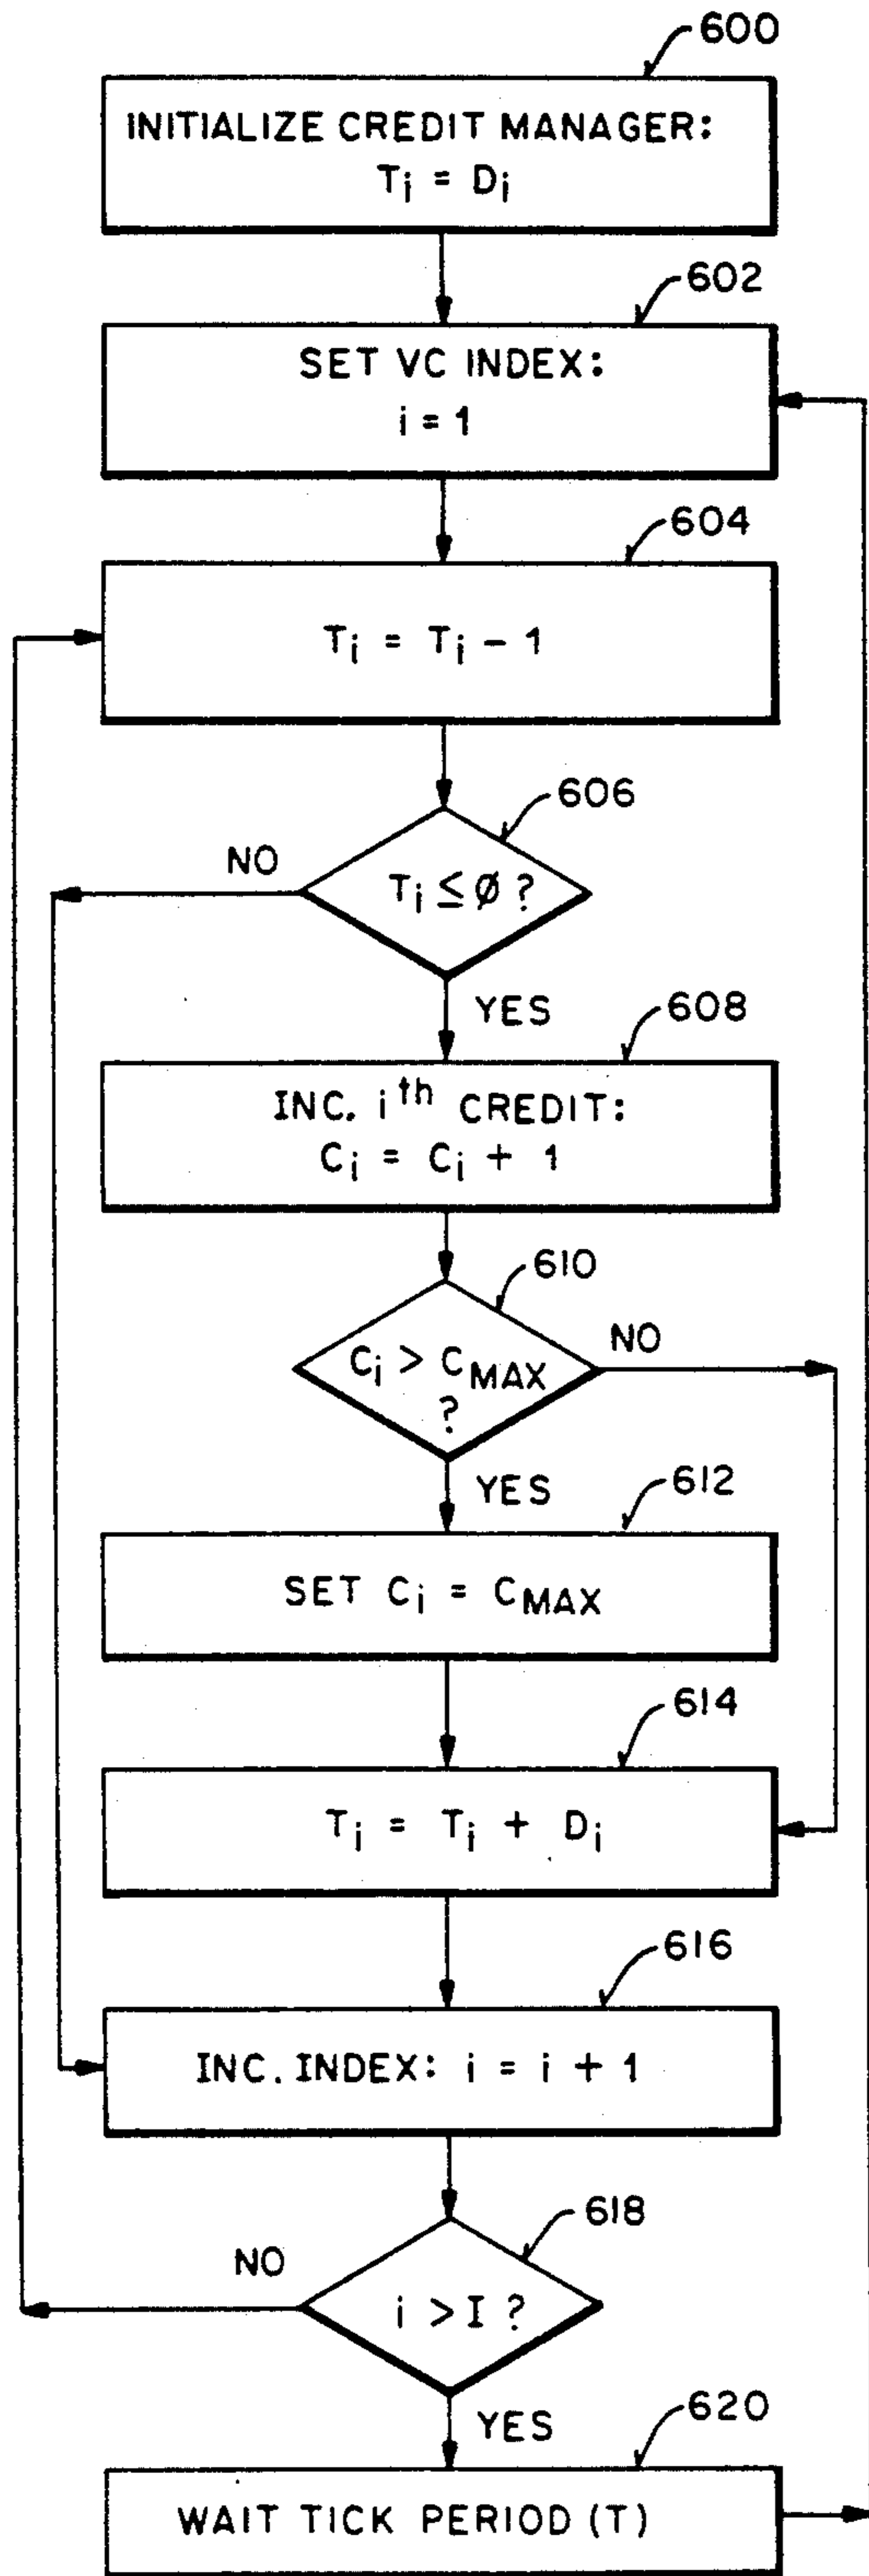 600
INITIALIZE CREDIT MANAGER:
Ti = Di
602
SET VC INDEX:
i = 1
604
Ti = Ti - 1
606
NO
Ti ≤ Ø ?
YES
608
INC. ith CREDIT:
Ci = Ci + 1
610
NO
Ci > CMAX
?
YES
612
SET Ci = CMAX
614
Ti = Ti + Di
616
INC. INDEX: i = i + 1
618
NO
i > I ?
YES
620
WAIT TICK PERIOD (T)